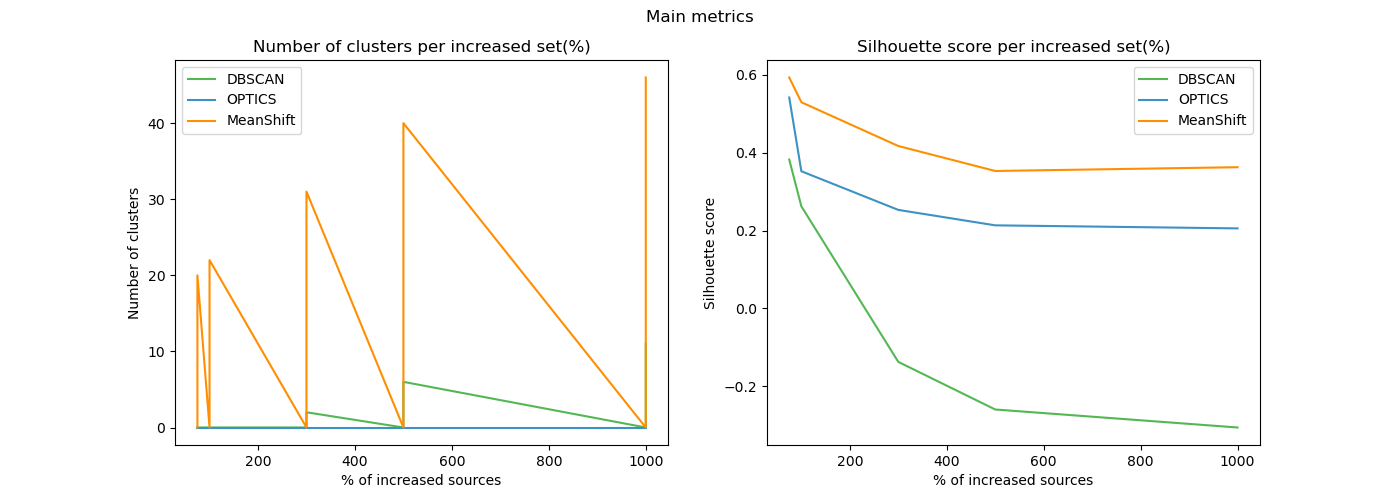 Main metrics
Number of clusters per increased set(%)
DBSCAN
OPTICS
MeanShift
Number of clusters
40
30
20
10
0
200
400
600
800
1000
% of increased sources
Silhouette score per increased set(%)
DBSCAN
OPTICS
MeanShift
Silhouette score
0.6
0.4
0.2
0.0
−0.2
200
400
600
800
1000
% of increased sources